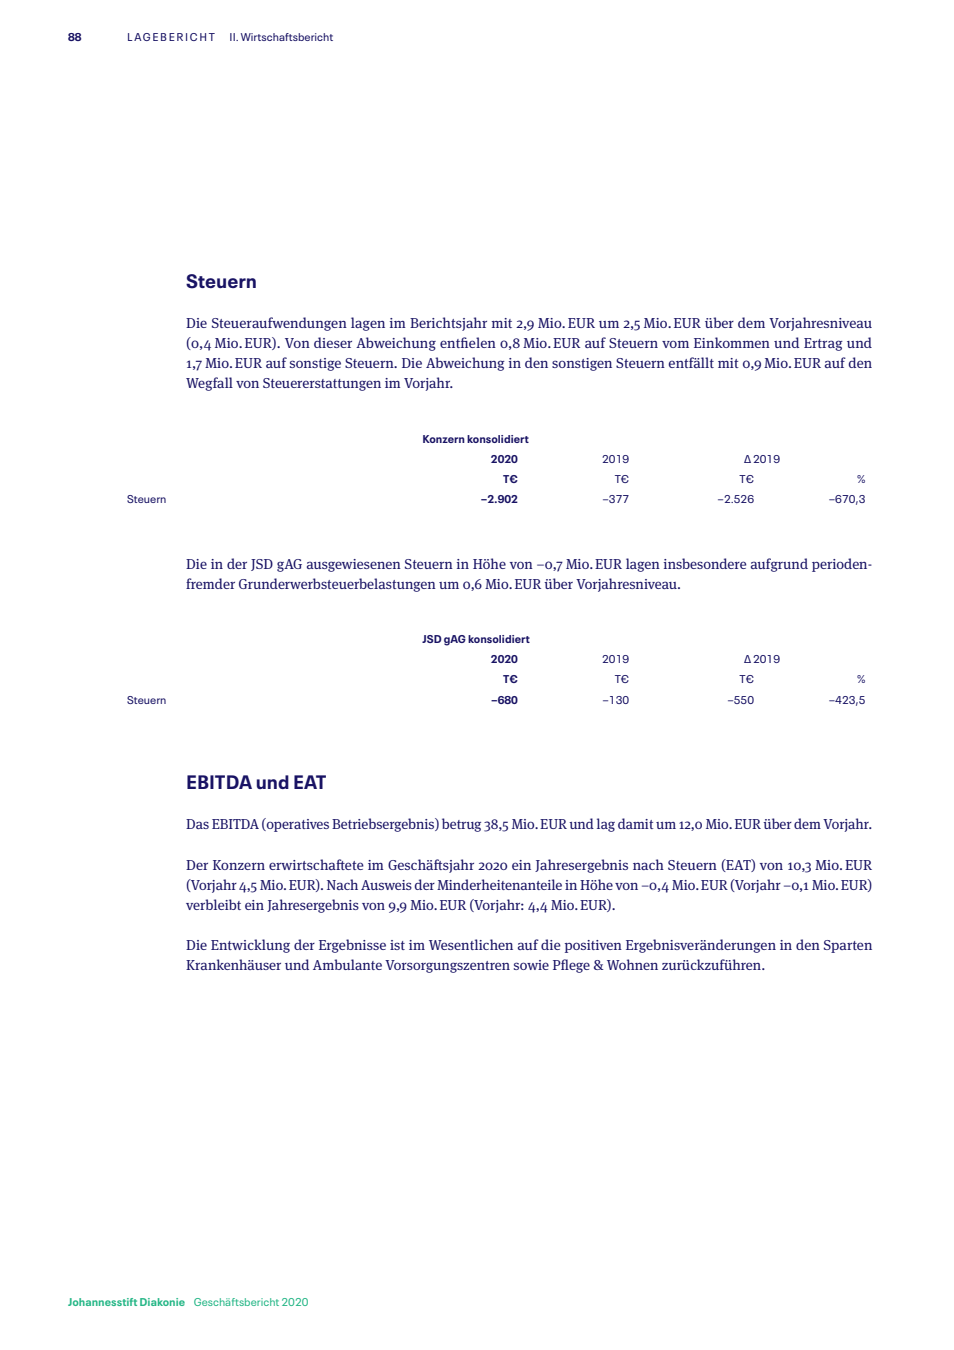 88 LAGEBERICHT II. Wirtschaftsbericht
Steuern
Die Steueraufwendungen lagen im Berichtsjahr mit 2,9 Mio. EUR um 2,5 Mio. EUR über dem Vorjahresniveau
(0,4 Mio. EUR). Von dieser Abweichung entfielen 0,8 Mio. EUR auf Steuern vom Einkommen und Ertrag und
1,7 Mio. EUR auf sonstige Steuern. Die Abweichung in den sonstigen Steuern entfällt mit 0,9 Mio. EUR auf den
Wegfall von Steuererstattungen im Vorjahr.
Konzern konsolidiert
2020 2019 Δ 2019
T€ T€ T€ %
Steuern –2.902 –377 –2.526 –670,3
Die in der JSD gAG ausgewiesenen Steuern in Höhe von –0,7 Mio. EUR lagen insbesondere aufgrund perioden-
fremder Grunderwerbsteuerbelastungen um 0,6 Mio. EUR über Vorjahresniveau.
JSD gAG konsolidiert
2020 2019 Δ 2019
T€ T€ T€ %
Steuern –680 –130 –550 –423,5
EBITDA und EAT
Das EBITDA (operatives Betriebsergebnis) betrug 38,5 Mio. EUR und lag damit um 12,0 Mio. EUR über dem Vorjahr.
Der Konzern erwirtschaftete im Geschäftsjahr 2020 ein Jahresergebnis nach Steuern (EAT) von 10,3 Mio. EUR
(Vorjahr 4,5 Mio. EUR). Nach Ausweis der Minderheitenanteile in Höhe von –0,4 Mio. EUR (Vorjahr –0,1 Mio. EUR)
verbleibt ein Jahresergebnis von 9,9 Mio. EUR (Vorjahr: 4,4 Mio. EUR).
Die Entwicklung der Ergebnisse ist im Wesentlichen auf die positiven Ergebnisveränderungen in den Sparten
Krankenhäuser und Ambulante Vorsorgungszentren sowie Pflege & Wohnen zurückzuführen.
Johannesstift Diakonie Geschäftsbericht 2020